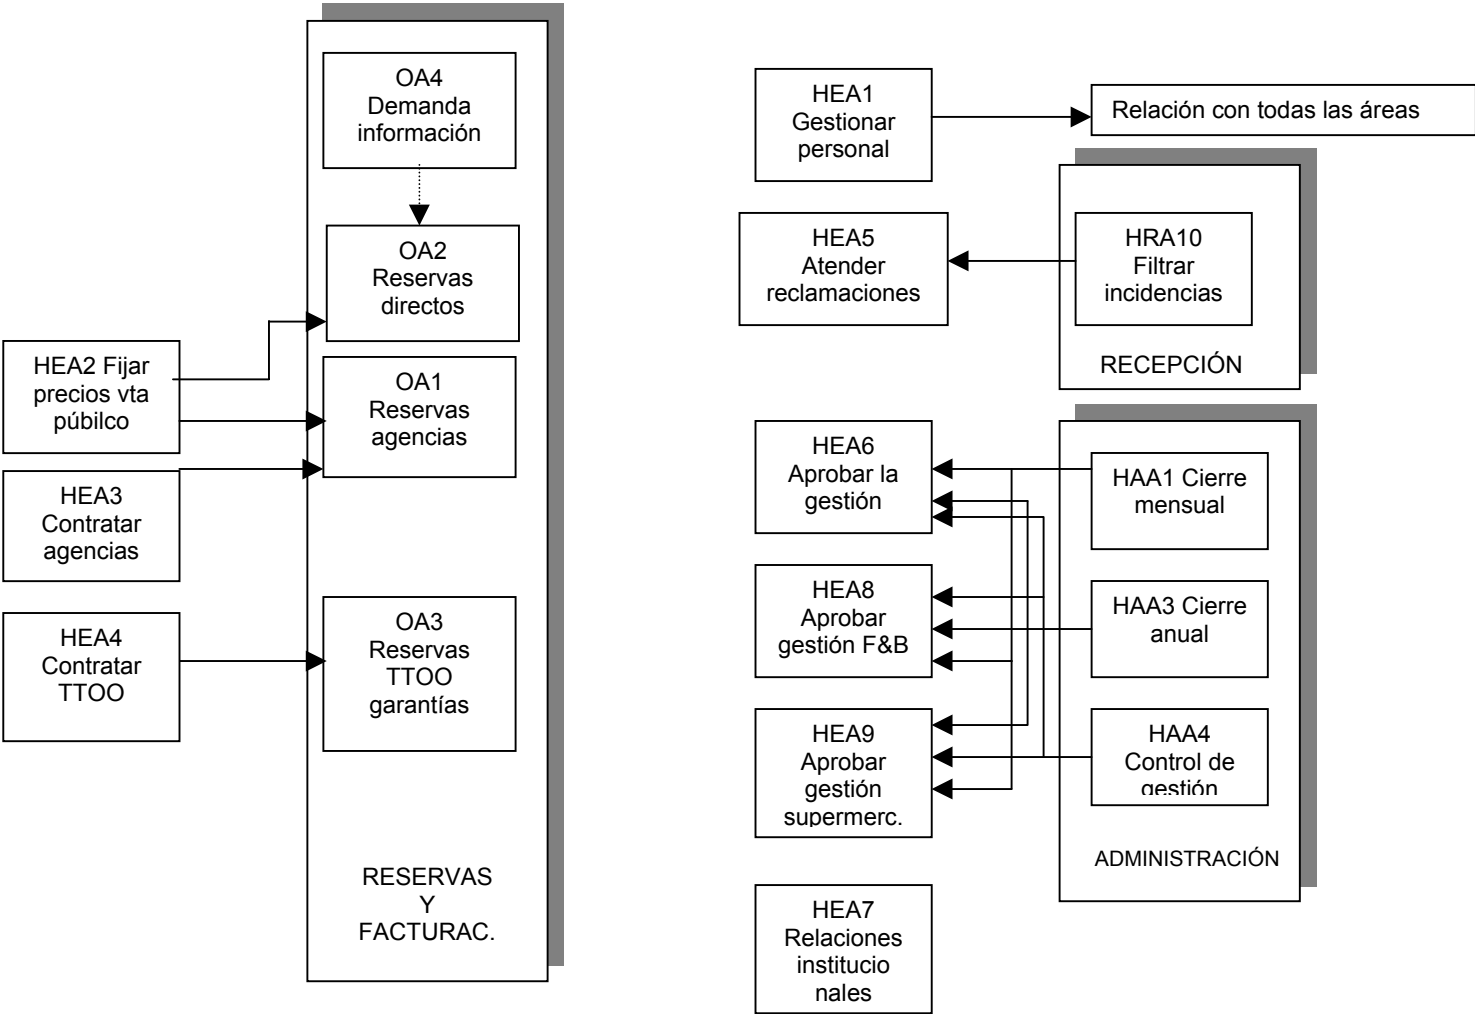 OA4
Demanda
información
OA2
Reservas
directos
HEA2 Fijar
precios vta
púbilco
OA1
Reservas
agencias
HEA3
Contratar
agencias
HEA4
Contratar
TTOO
OA3
Reservas
TTOO
garantías
RESERVAS
Y
FACTURAC.
HEA1
Gestionar
personal
Relación con todas las áreas
HEA5
Atender
reclamaciones
HRA10
Filtrar
incidencias
RECEPCIÓN
HEA6
Aprobar la
gestión
HAA1 Cierre
mensual
HEA8
Aprobar
gestión F&B
HAA3 Cierre
anual
HEA9
Aprobar
gestión
supermerc.
HAA4
Control de
gestión
ADMINISTRACIÓN
HEA7
Relaciones
institucio
nales